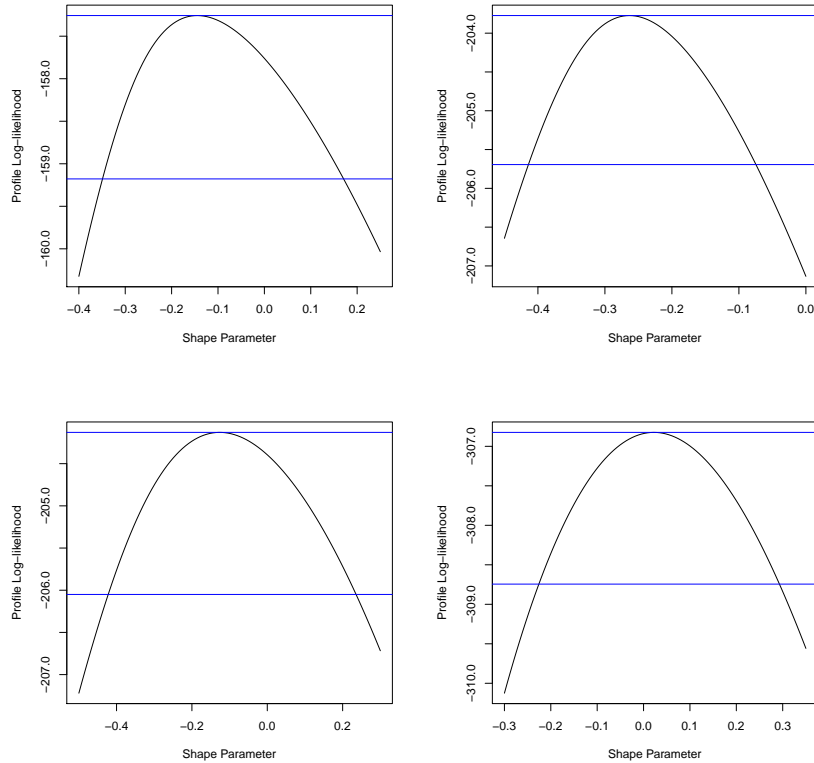 Profile Log−likelihood
−158.0
−159.0
−160.0
−0.4 −0.3 −0.2 −0.1 0.0 0.1 0.2
Shape Parameter
Profile Log−likelihood
−204.0
−205.0
−206.0
−207.0
−0.4 −0.3 −0.2 −0.1 0.0
Shape Parameter
Profile Log−likelihood
−205.0
−206.0
−207.0
−0.4 −0.2 0.0 0.2
Shape Parameter
Profile Log−likelihood
−307.0
−308.0
−309.0
−310.0
−0.3 −0.2 −0.1 0.0 0.1 0.2 0.3
Shape Parameter